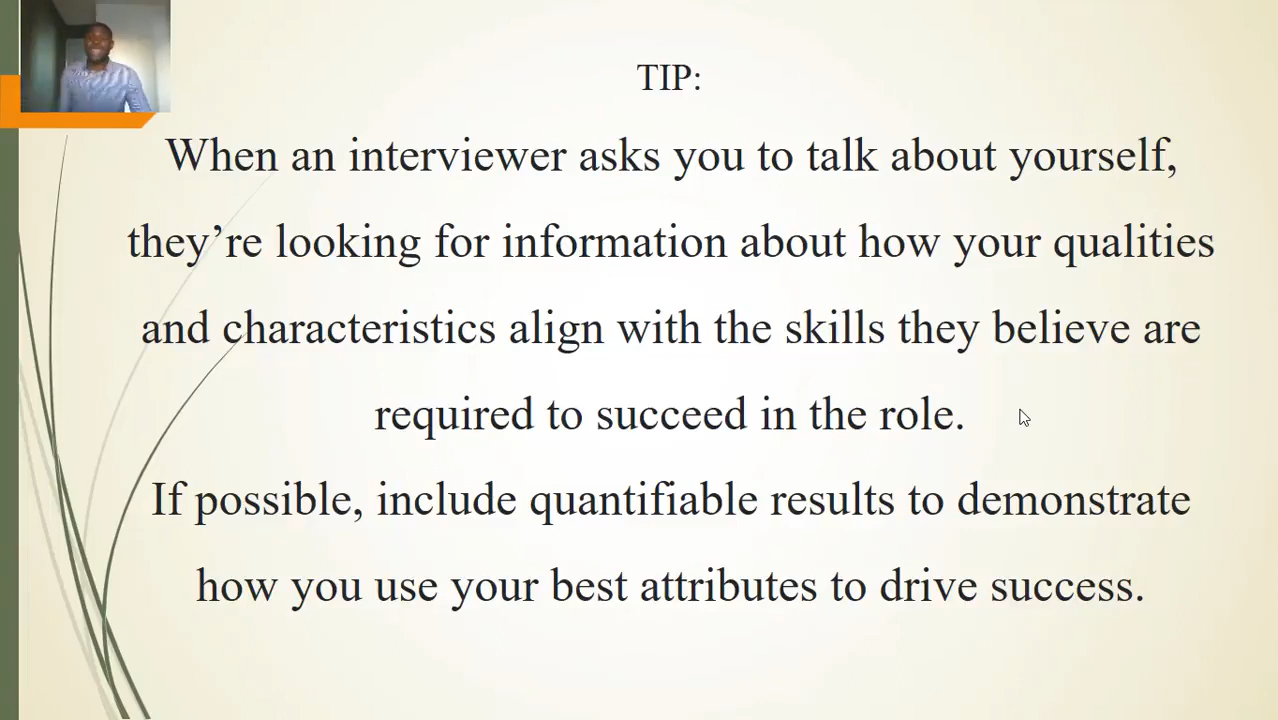 TIP:
When an interviewer asks you to talk about yourself,
they’re looking for information about how your qualities
and characteristics align with the skills they believe are
required to succeed in the role.
If possible, include quantifiable results to demonstrate
how you use your best attributes to drive success.